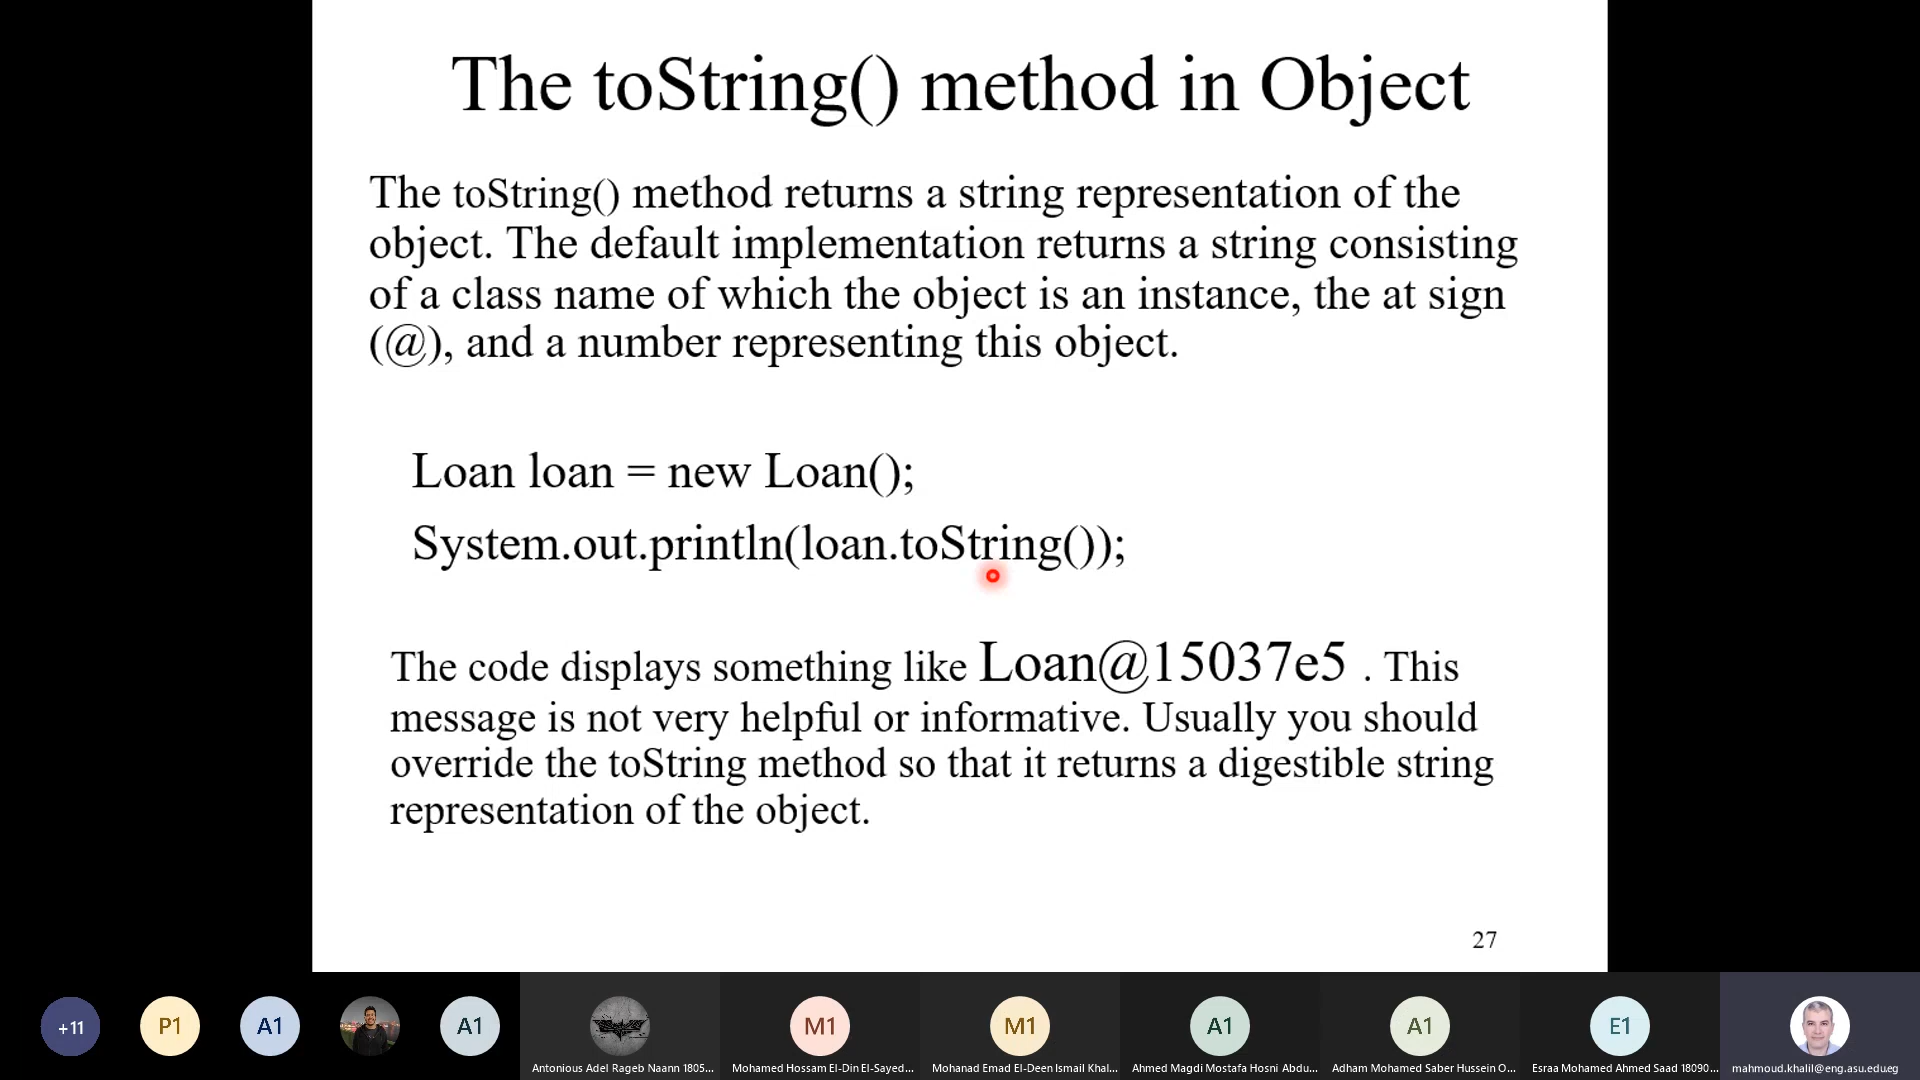 The toString() method in Object
The toString() method returns a string representation of the
object. The default implementation returns a string consisting
of a class name of which the object is an instance, the at sign
(@), and a number representing this object.
Loan loan = new Loan();
System.out.println(loan.toString());
The code displays something like Loan@15037e5 . This
message is not very helpful or informative. Usually you should
override the toString method so that it returns a digestible string
representation of the object.
27
+11
P1
A1
A1
M1
M1
A1
A1
E1
Antonious Adel Rageb Naann 1805...
Mohamed Hossam El-Din El-Sayed...
Mohanad Emad El-Deen Ismail Khal...
Ahmed Magdi Mostafa Hosni Abdu...
Adham Mohamed Saber Hussein O...
Esraa Mohamed Ahmed Saad 18090...
mahmoud.khalil@eng.asu.edu.eg